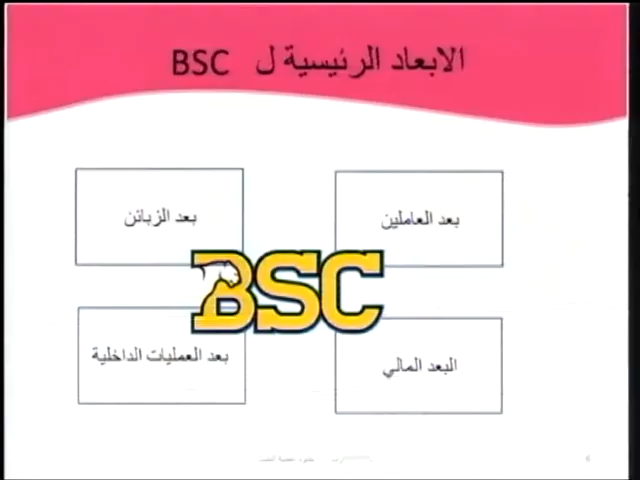 الابعاد الرئيسية ل BSC
بعد العاملين
بعد الزبائن
BSC
البعد المالي
بعد العمليات الداخلية